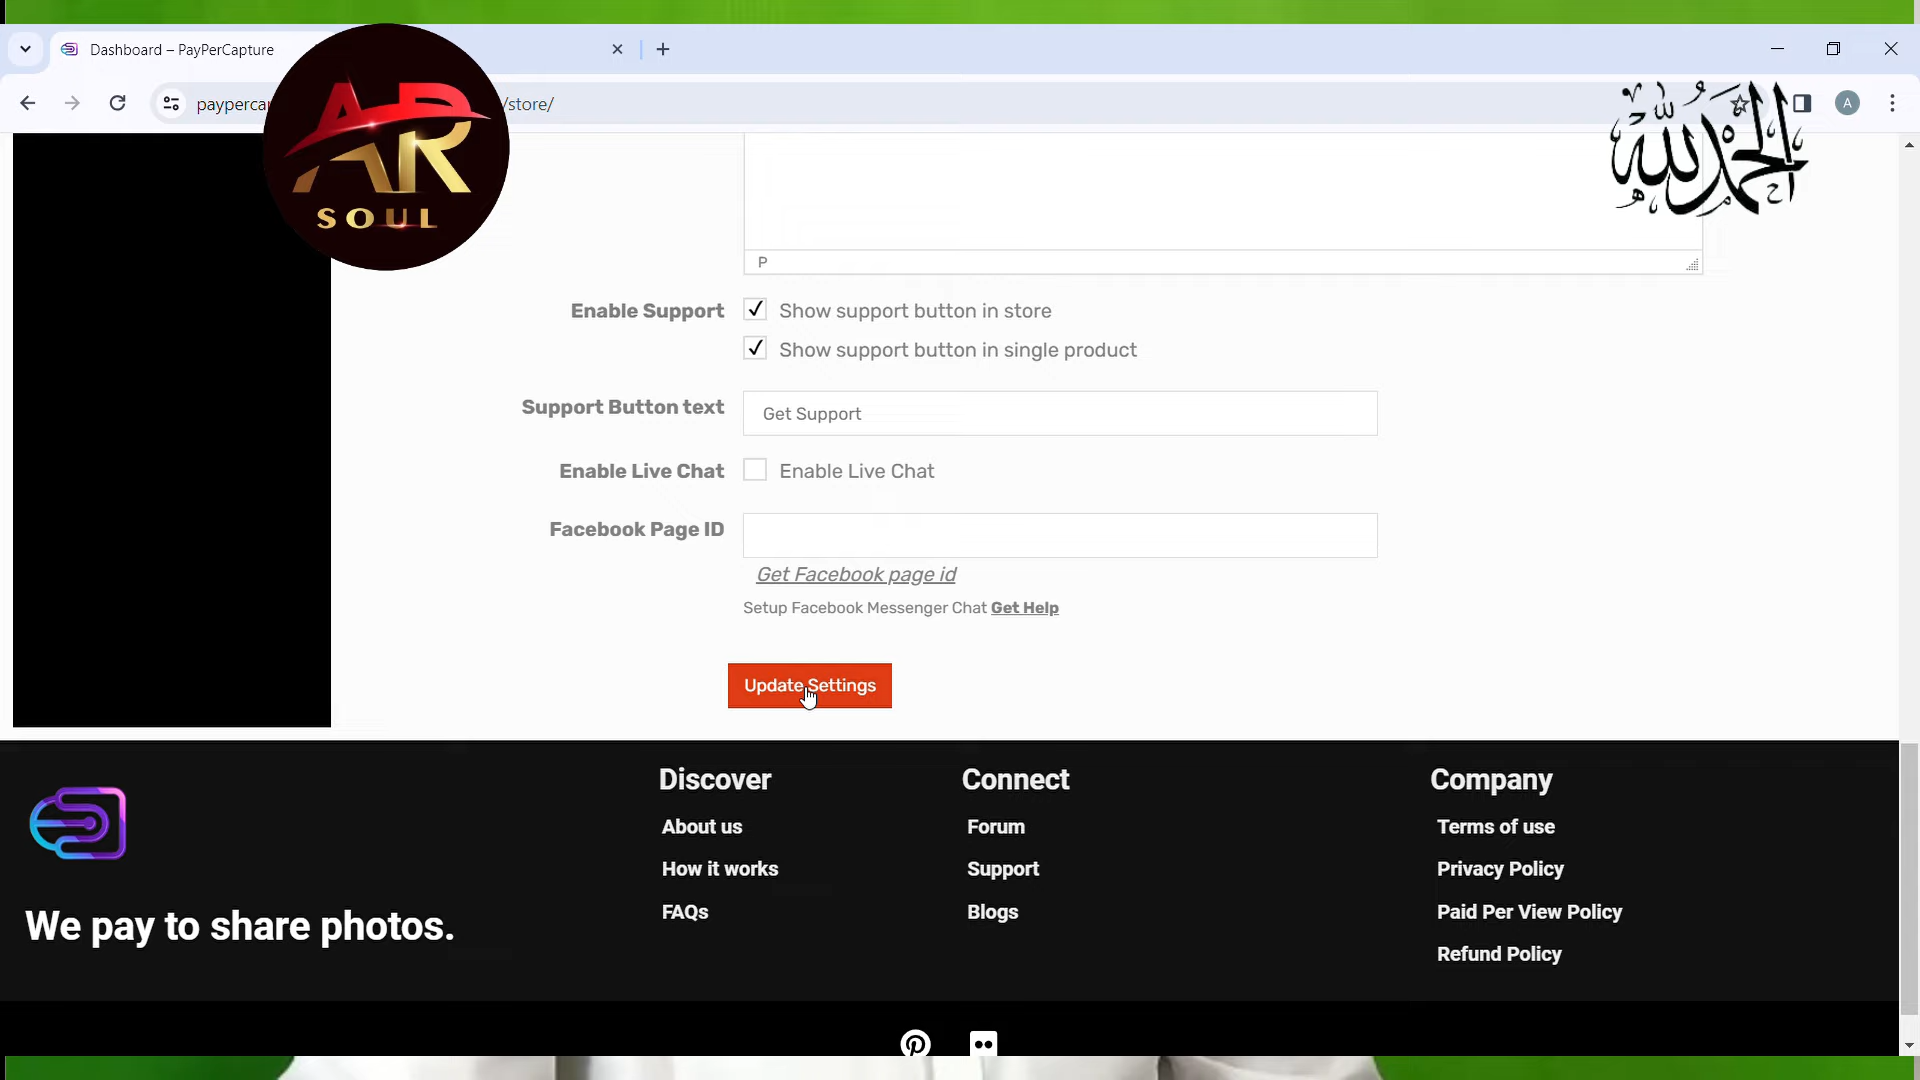 Dashboard – PayPerCapture
/store/
AR
SOUL
الحمد لله
P
Enable Support
Show support button in store
Show support button in single product
Support Button text
Get Support
Enable Live Chat
Enable Live Chat
Facebook Page ID
Get Facebook page id
Setup Facebook Messenger Chat Get Help
Update Settings
Discover
Connect
Company
About us
Forum
Terms of use
How it works
Support
Privacy Policy
FAQs
Blogs
Paid Per View Policy
Refund Policy
We pay to share photos.
A